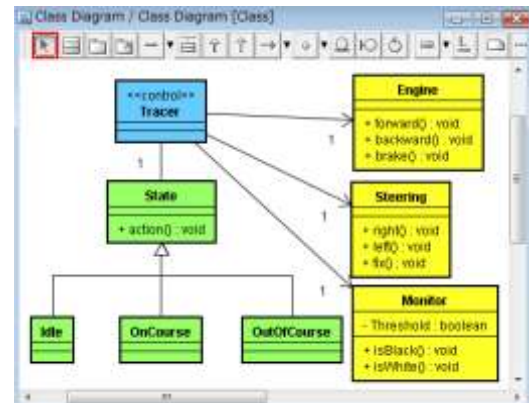 Class Diagram / Class Diagram [Class]
<<control>>
Tracer
Engine
+ forward() : void
+ backward() : void
+ brake() : void
1
1
State
+ action() : void
Steering
+ right() : void
+ left() : void
+ fix() : void
1
1
Monitor
- Threshold : boolean
+ isBlack() : void
+ isWhite() : void
Idle
OnCourse
OutOfCourse